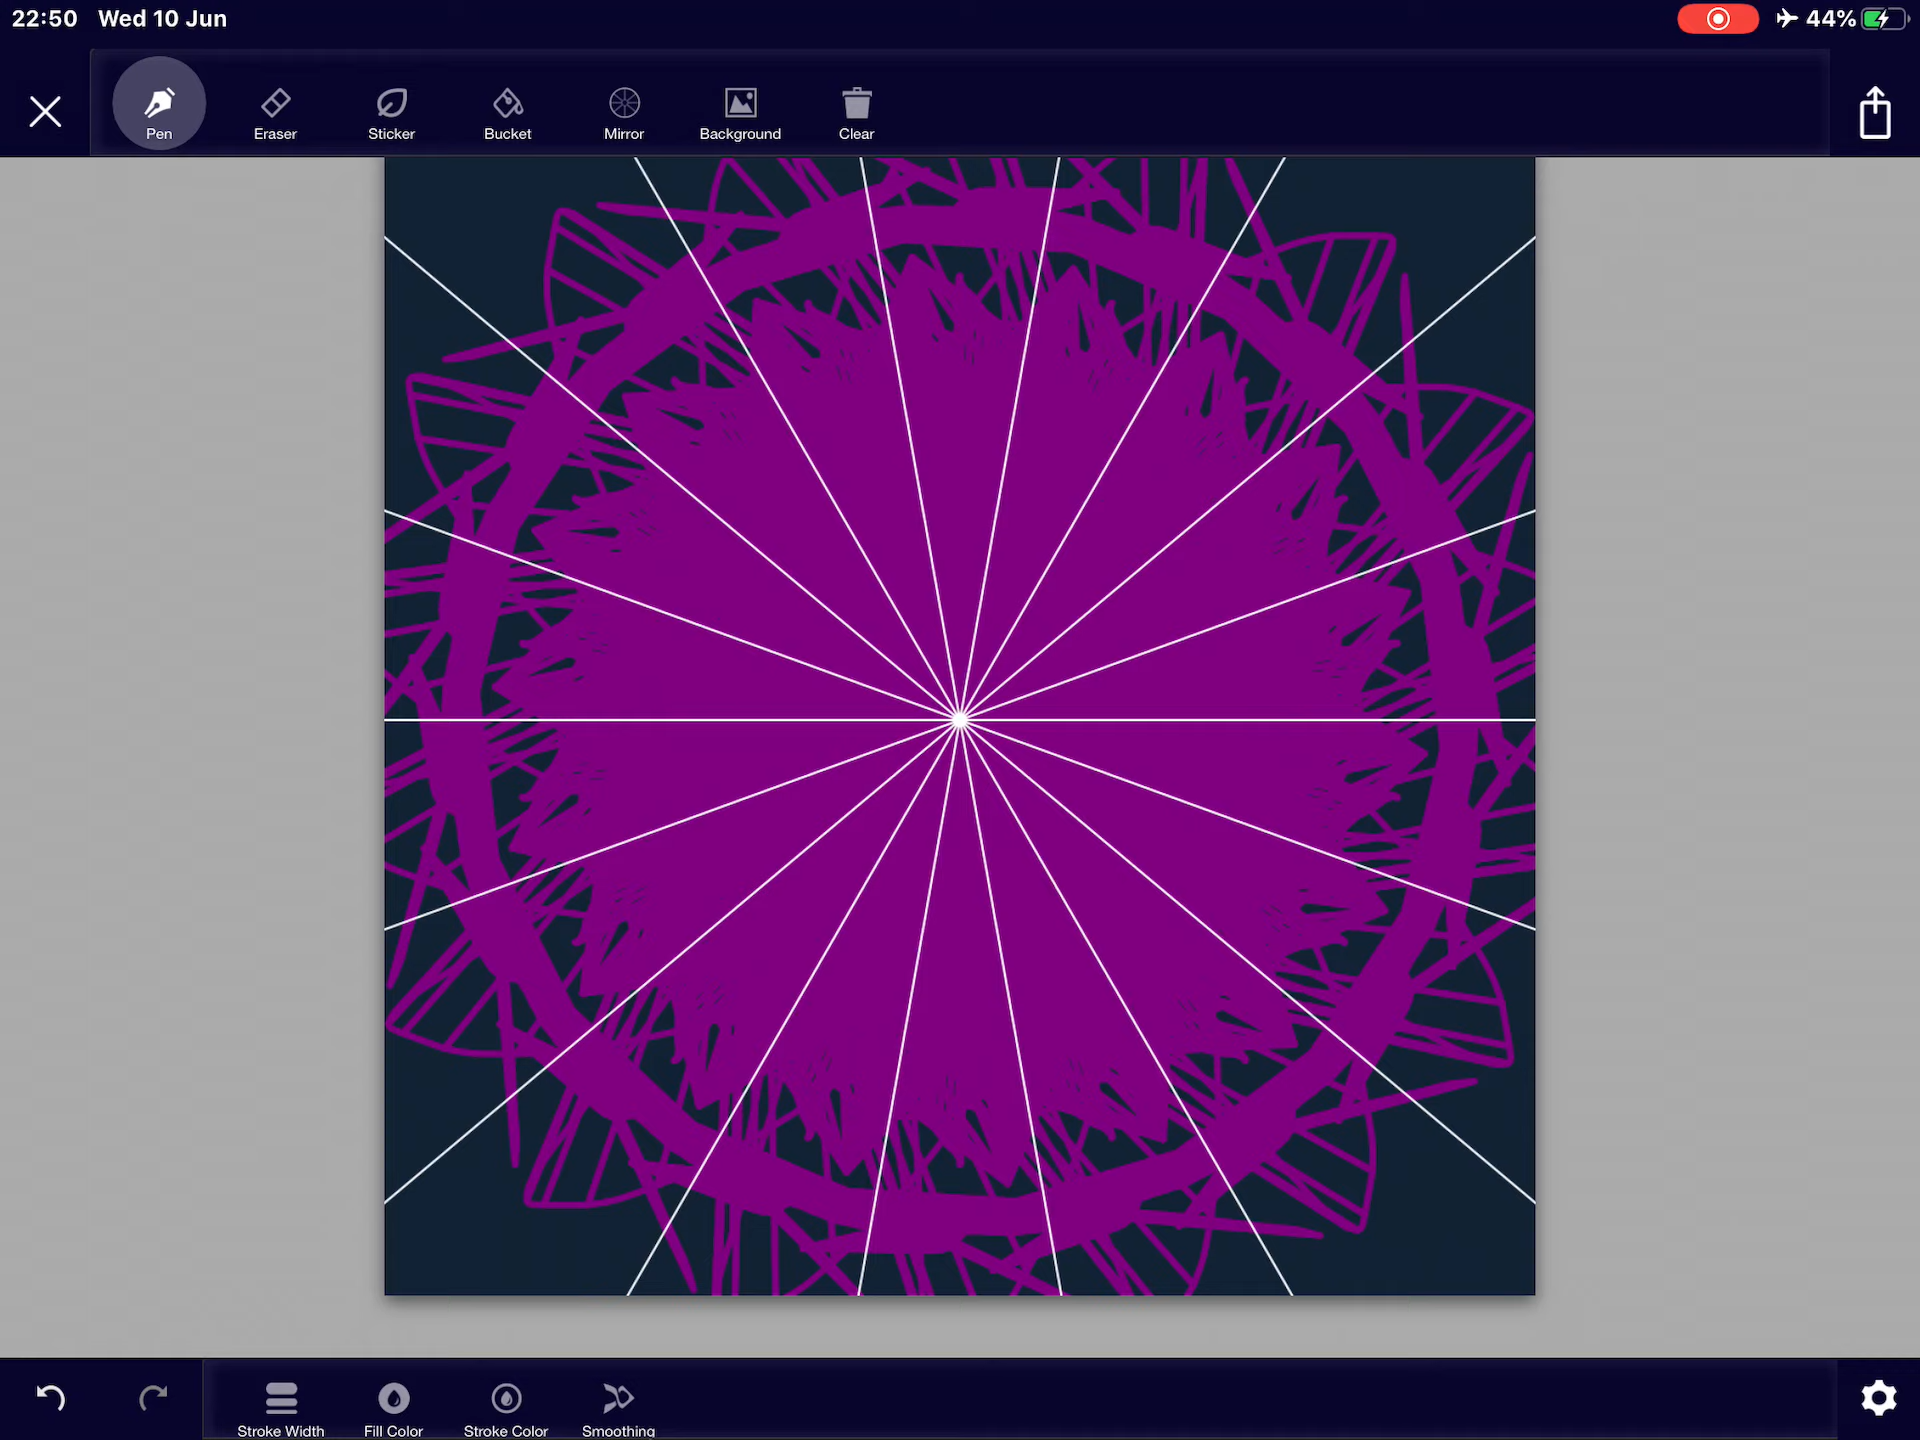 22:50 Wed 10 Jun 44%
Pen Eraser Sticker Bucket Mirror Background Clear
Stroke Width Fill Color Stroke Color Smoothing